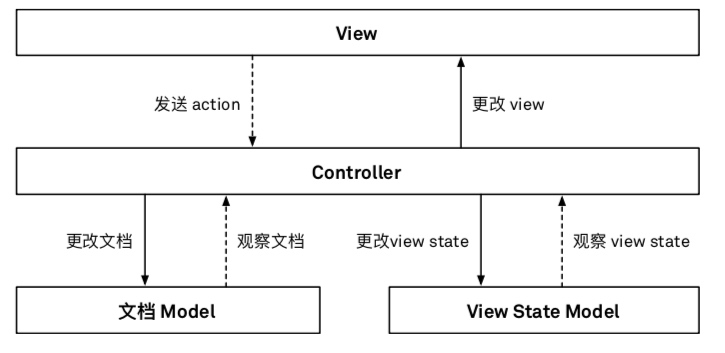 View
发送 action
更改 view
Controller
更改文档
观察文档
更改view state
观察 view state
文档 Model
View State Model